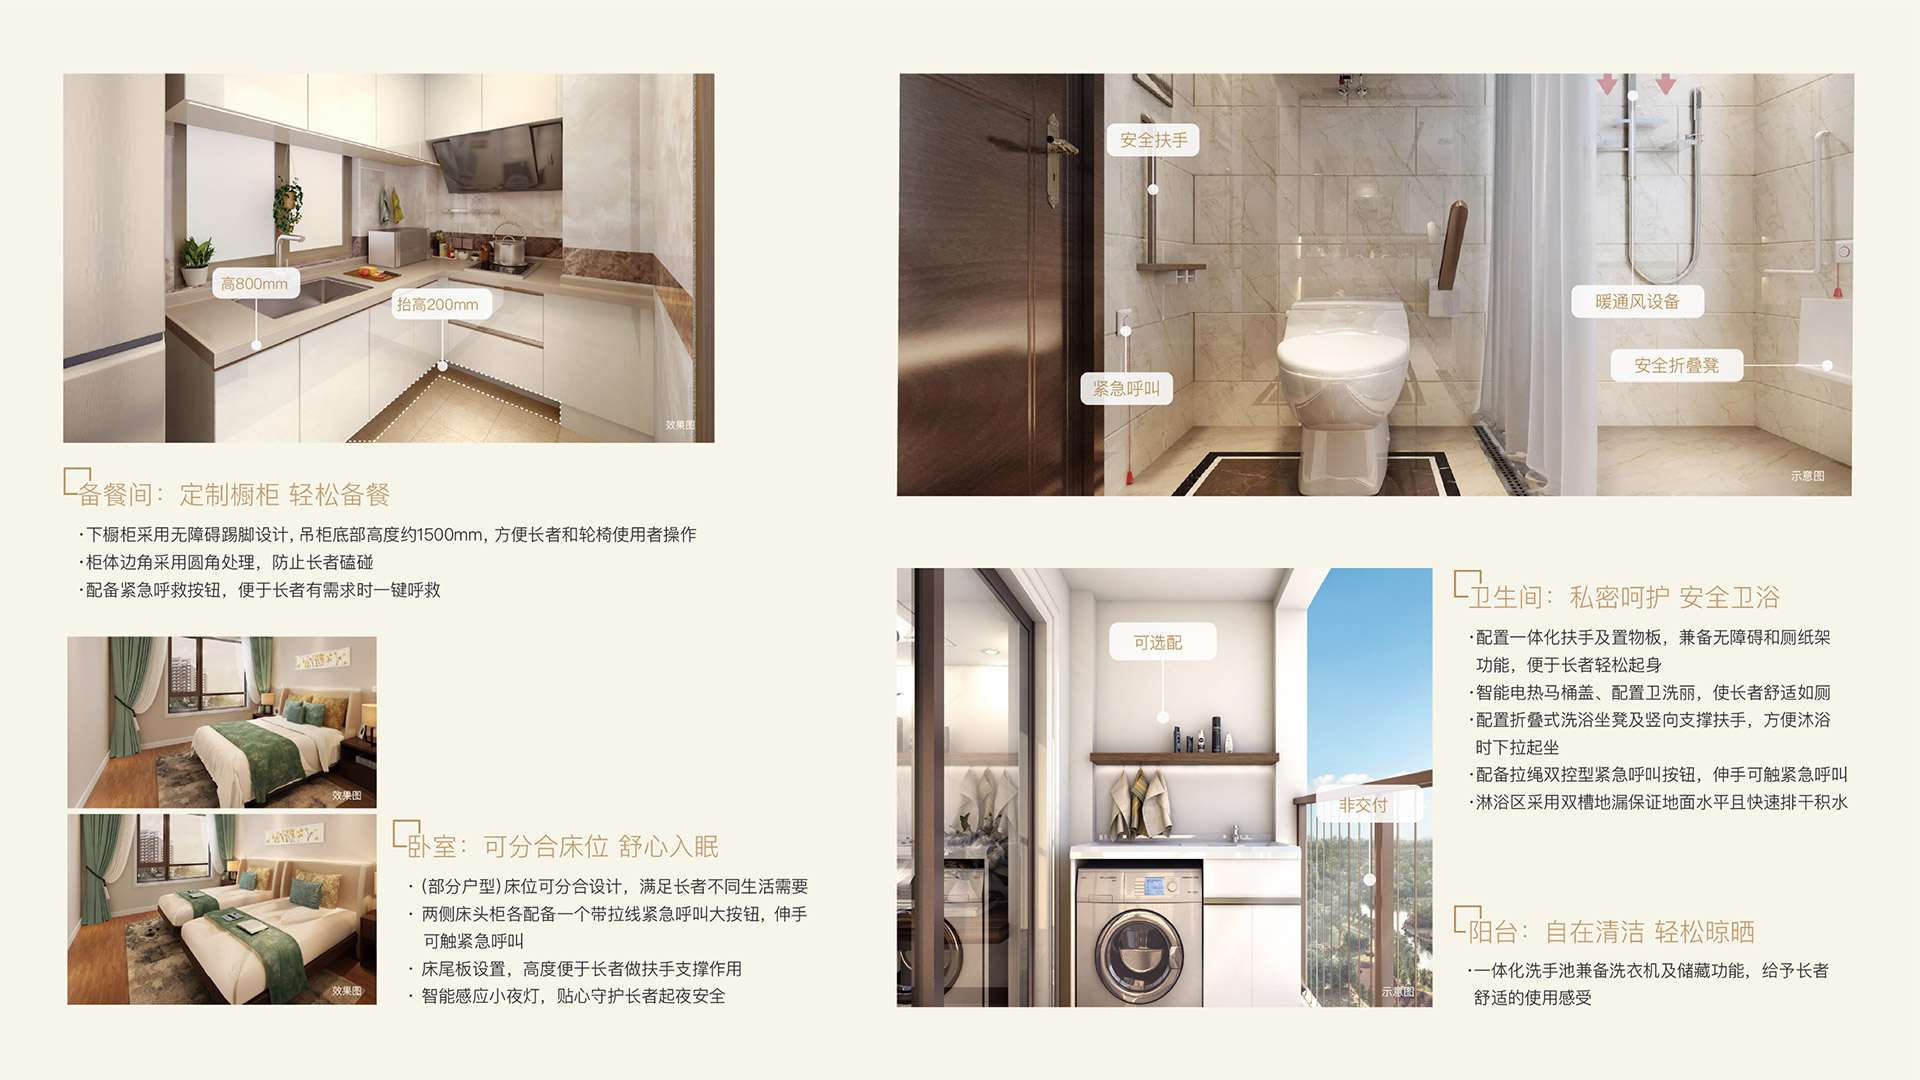 高800mm
抬高200mm
效果图
备餐间：定制橱柜 轻松备餐
·下橱柜采用无障碍踢脚设计，吊柜底部高度约1500mm，方便长者和轮椅使用者操作
·柜体边角采用圆角处理，防止长者磕碰
·配备紧急呼救按钮，便于长者有需求时一键呼救
效果图
效果图
卧室：可分合床位 舒心入眠
·（部分户型）床位可分合设计，满足长者不同生活需要
·两侧床头柜各配备一个带拉线紧急呼叫大按钮，伸手
可触紧急呼叫
·床尾板设置，高度便于长者做扶手支撑作用
·智能感应小夜灯，贴心守护长者起夜安全
安全扶手
紧急呼叫
暖通风设备
安全折叠凳
示意图
可选配
非交付
示意图
卫生间：私密呵护 安全卫浴
·配置一体化扶手及置物板，兼备无障碍和厕纸架
功能，便于长者轻松起身
·智能电热马桶盖、配置卫洗丽，使长者舒适如厕
·配置折叠式洗浴坐凳及竖向支撑扶手，方便沐浴
时下拉起坐
·配备拉绳双控型紧急呼叫按钮，伸手可触紧急呼叫
·淋浴区采用双槽地漏保证地面水平且快速排干积水
阳台：自在清洁 轻松晾晒
·一体化洗手池兼备洗衣机及储藏功能，给予长者
舒适的使用感受